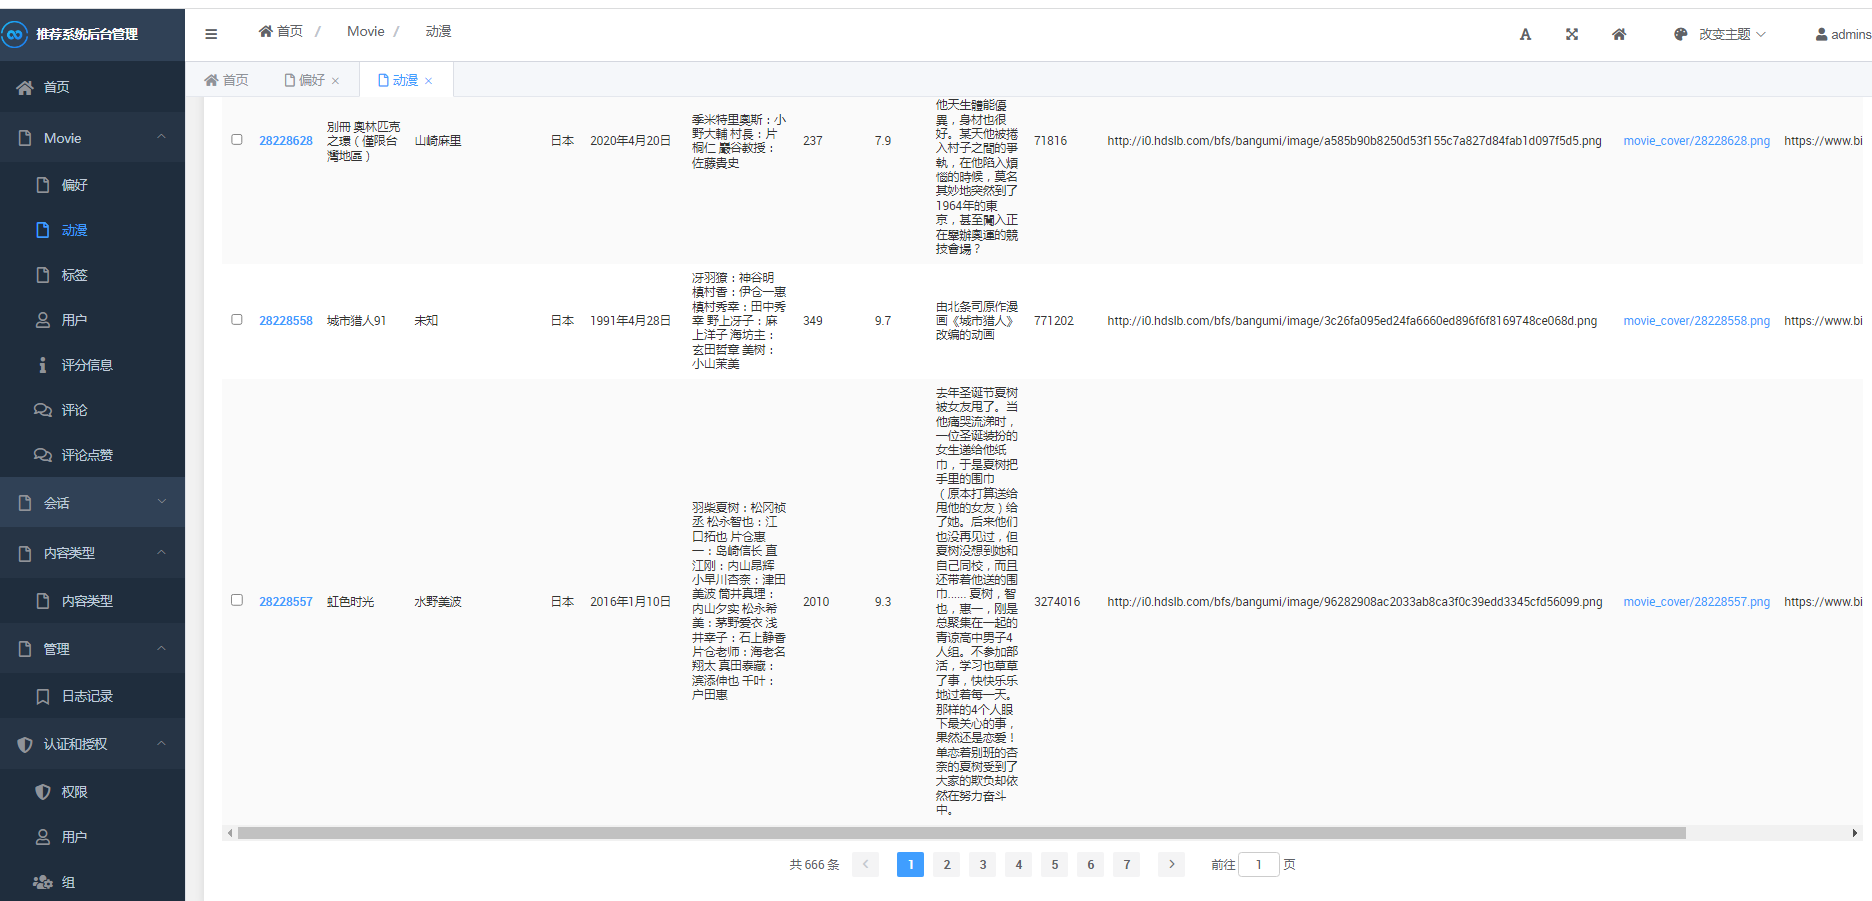 推荐系统后台管理
首页 / Movie / 动漫
A 改变主题 admins
首页 偏好 × 动漫 ×
首页
Movie
偏好
动漫
标签
用户
评分信息
评论
评论点赞
会话
内容类型
内容类型
管理
日志记录
认证和授权
权限
用户
组
28228628
別冊 奧林匹克
之環（僅限台
灣地區）
山崎麻里
日本
2020年4月20日
季米特里奧斯：小
野大輔 村長：片
桐仁 巖谷教授：
佐藤貴史
237
7.9
他天生體能優
異，身材也很
好。某天他被捲
入村子之間的爭
執，在他陷入煩
惱的時候，莫名
其妙地突然到了
1964年的東
京，甚至闖入正
在舉辦奧運的競
技會場？
71816
http://i0.hdslb.com/bfs/bangumi/image/a585b90b8250d53f155c7a827d84fab1d097f5d5.png
movie_cover/28228628.png
https://www.bi
28228558
城市猎人91
未知
日本
1991年4月28日
冴羽獠：神谷明
槙村香：伊仓一惠
槙村秀幸：田中秀
幸 野上冴子：麻
上洋子 海坊主：
玄田哲章 美树：
小山茉美
349
9.7
由北条司原作漫
画《城市猎人》
改编的动画
771202
http://i0.hdslb.com/bfs/bangumi/image/3c26fa095ed24fa6660ed896f6f8169748ce068d.png
movie_cover/28228558.png
https://www.bi
28228557
虹色时光
水野美波
日本
2016年1月10日
羽柴夏树：松冈祯
丞 松永智也：江
口拓也 片仓惠
一：岛崎信长 直
江刚：内山昂辉
小早川杏奈：津田
美波 筒井真理：
内山夕实 松永希
美：茅野爱衣 浅
井幸子：石上静香
片仓老师：海老名
翔太 真田泰藏：
滨添伸也 千叶：
户田惠
2010
9.3
去年圣诞节夏树
被女友甩了。当
他痛哭流涕时，
一位圣诞装扮的
女生递给他纸
巾，于是夏树把
手里的围巾
（原本打算送给
甩他的女友）给
了她。后来他们
也没再见过，但
夏树没想到她和
自己同校，而且
还带着他送的围
巾…… 夏树，智
也，惠一，刚是
总聚集在一起的
青谅高中男子4
人组。不参加部
活，学习也草草
了事，快快乐乐
地过着每一天。
那样的4个人眼
下最关心的事，
果然还是恋爱！
单恋着别班的杏
奈的夏树受到了
大家的欺负却依
然在努力奋斗
中。
3274016
http://i0.hdslb.com/bfs/bangumi/image/96282908ac2033ab8ca3f0c39edd3345cfd56099.png
movie_cover/28228557.png
https://www.bi
共 666 条 1 2 3 4 5 6 7 前往 1 页